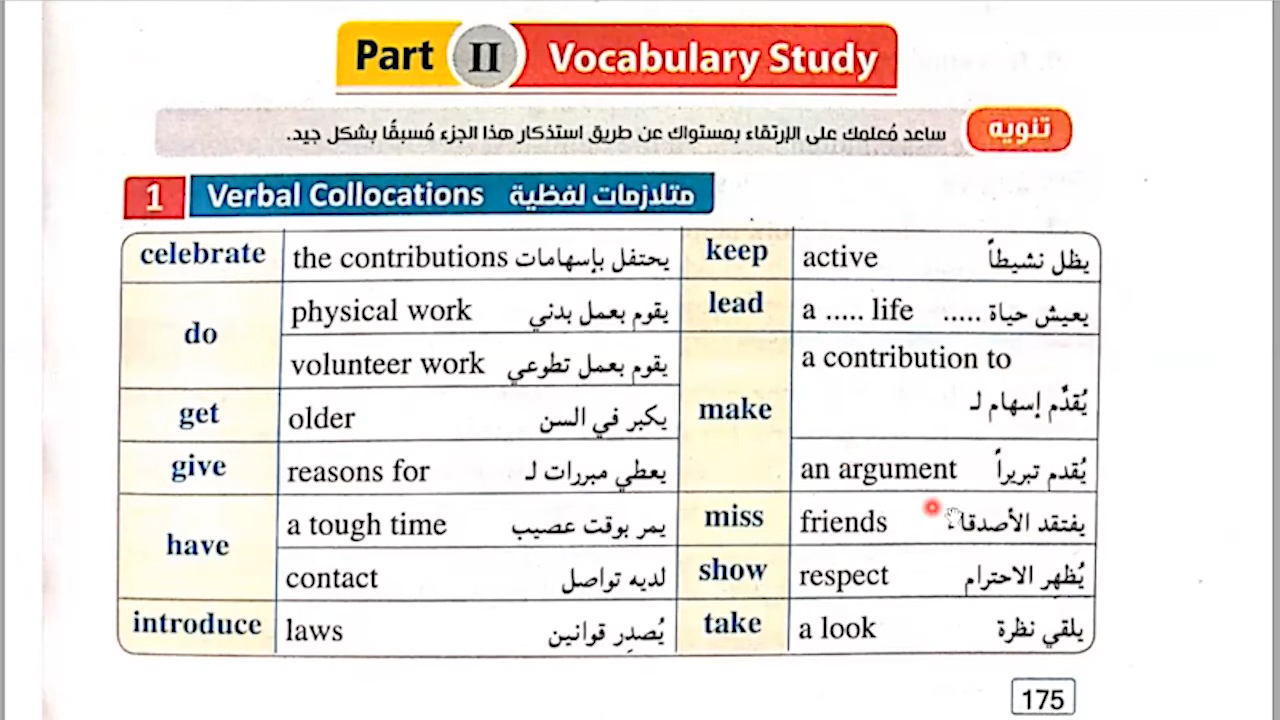 Part II Vocabulary Study
تنويه ساعد مُعلمك على الإرتقاء بمستواك عن طريق استذكار هذا الجزء مُسبقًا بشكل جيد.
1 Verbal Collocations متلازمات لفظية
celebrate the contributions يحتفل بإسهامات
do physical work يقوم بعمل بدني
volunteer work يقوم بعمل تطوعي
get older يكبر في السن
give reasons for يعطي مبررات لـ
have a tough time يمر بوقت عصيب
contact لديه تواصل
introduce laws يُصدِر قوانين
keep active يظل نشيطاً
lead a ..... life يعيش حياة .....
make a contribution to
يُقدِّم إسهام لـ
an argument يُقدم تبريراً
miss friends يفتقد الأصدقاء
show respect يُظهِر الاحترام
take a look يلقي نظرة
175